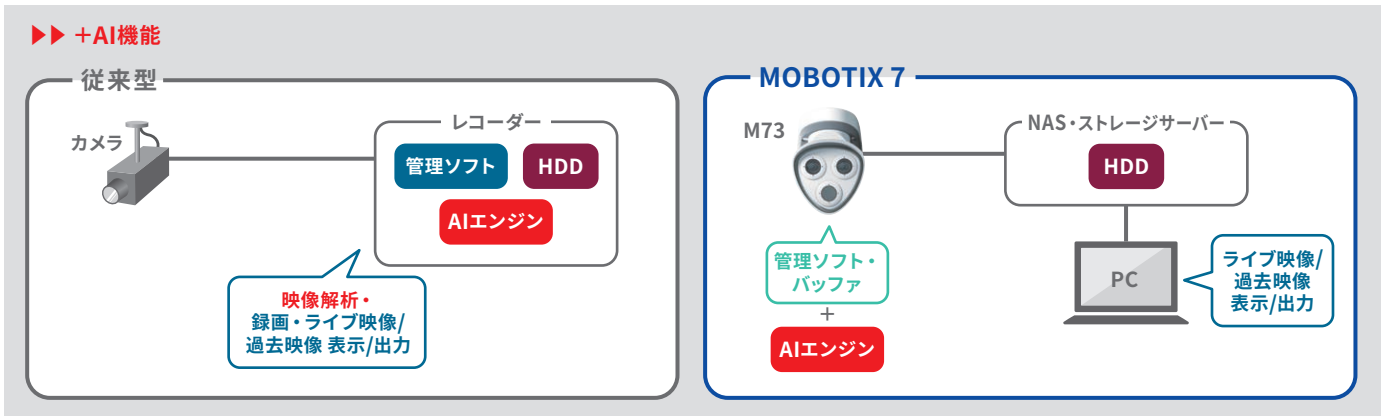 ▶▶ ＋AI機能
従来型
カメラ
レコーダー
管理ソフト
HDD
AIエンジン
映像解析・
録画・ライブ映像/
過去映像 表示/出力
MOBOTIX 7
M73
NAS・ストレージサーバー
HDD
管理ソフト・
バッファ
＋
AIエンジン
PC
ライブ映像/
過去映像
表示/出力